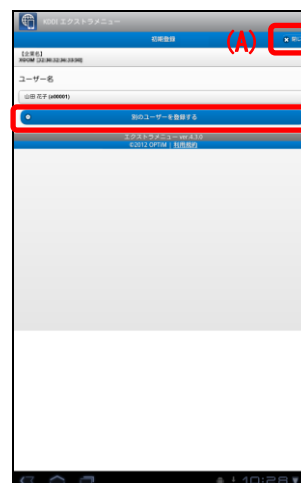 KDDI エクストラメニュー
初期登録
(A)
【企業名】
ユーザー名
山田 花子 (a00001)
別のユーザーを登録する
エクストラメニュー ver 4.3.0
©2012 OPTiM | 利用規約
10:28